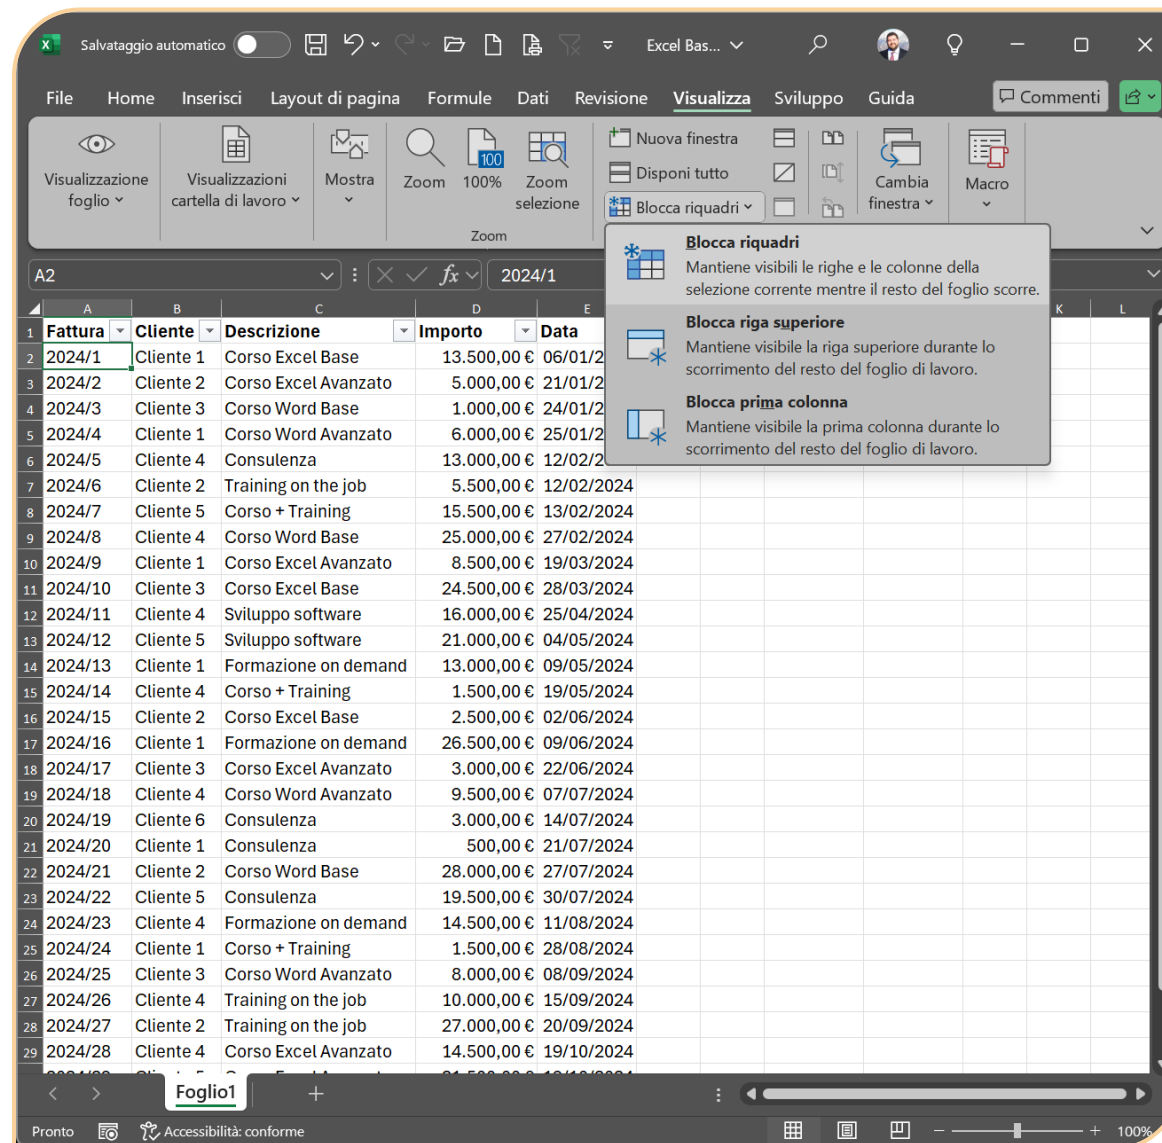 Salvataggio automatico Excel Bas...
File Home Inserisci Layout di pagina Formule Dati Revisione Visualizza Sviluppo Guida Commenti
Visualizzazione foglio
Visualizzazioni cartella di lavoro
Mostra
Zoom
100
100%
Zoom selezione
Zoom
Nuova finestra
Disponi tutto
Blocca riquadri
Cambia finestra
Macro
Blocca riquadri
Mantiene visibili le righe e le colonne della
selezione corrente mentre il resto del foglio scorre.
Blocca riga superiore
Mantiene visibile la riga superiore durante lo
scorrimento del resto del foglio di lavoro.
Blocca prima colonna
Mantiene visibile la prima colonna durante lo
scorrimento del resto del foglio di lavoro.
A2 fx 2024/1
A B C D E K L
1 Fattura Cliente Descrizione Importo Data
2 2024/1 Cliente 1 Corso Excel Base 13.500,00 € 06/01/2
3 2024/2 Cliente 2 Corso Excel Avanzato 5.000,00 € 21/01/2
4 2024/3 Cliente 3 Corso Word Base 1.000,00 € 24/01/2
5 2024/4 Cliente 1 Corso Word Avanzato 6.000,00 € 25/01/2
6 2024/5 Cliente 4 Consulenza 13.000,00 € 12/02/2
7 2024/6 Cliente 2 Training on the job 5.500,00 € 12/02/2024
8 2024/7 Cliente 5 Corso + Training 15.500,00 € 13/02/2024
9 2024/8 Cliente 4 Corso Word Base 25.000,00 € 27/02/2024
10 2024/9 Cliente 1 Corso Excel Avanzato 8.500,00 € 19/03/2024
11 2024/10 Cliente 3 Corso Excel Base 24.500,00 € 28/03/2024
12 2024/11 Cliente 4 Sviluppo software 16.000,00 € 25/04/2024
13 2024/12 Cliente 5 Sviluppo software 21.000,00 € 04/05/2024
14 2024/13 Cliente 1 Formazione on demand 13.000,00 € 09/05/2024
15 2024/14 Cliente 4 Corso + Training 1.500,00 € 19/05/2024
16 2024/15 Cliente 2 Corso Excel Base 2.500,00 € 02/06/2024
17 2024/16 Cliente 1 Formazione on demand 26.500,00 € 09/06/2024
18 2024/17 Cliente 3 Corso Excel Avanzato 3.000,00 € 22/06/2024
19 2024/18 Cliente 4 Corso Word Avanzato 9.500,00 € 07/07/2024
20 2024/19 Cliente 6 Consulenza 3.000,00 € 14/07/2024
21 2024/20 Cliente 1 Consulenza 500,00 € 21/07/2024
22 2024/21 Cliente 2 Corso Word Base 28.000,00 € 27/07/2024
23 2024/22 Cliente 5 Consulenza 19.500,00 € 30/07/2024
24 2024/23 Cliente 4 Formazione on demand 14.500,00 € 11/08/2024
25 2024/24 Cliente 1 Corso + Training 1.500,00 € 28/08/2024
26 2024/25 Cliente 3 Corso Word Avanzato 8.000,00 € 08/09/2024
27 2024/26 Cliente 4 Training on the job 10.000,00 € 15/09/2024
28 2024/27 Cliente 2 Training on the job 27.000,00 € 20/09/2024
29 2024/28 Cliente 4 Corso Excel Avanzato 14.500,00 € 19/10/2024
Foglio1
Pronto Accessibilità: conforme 100%